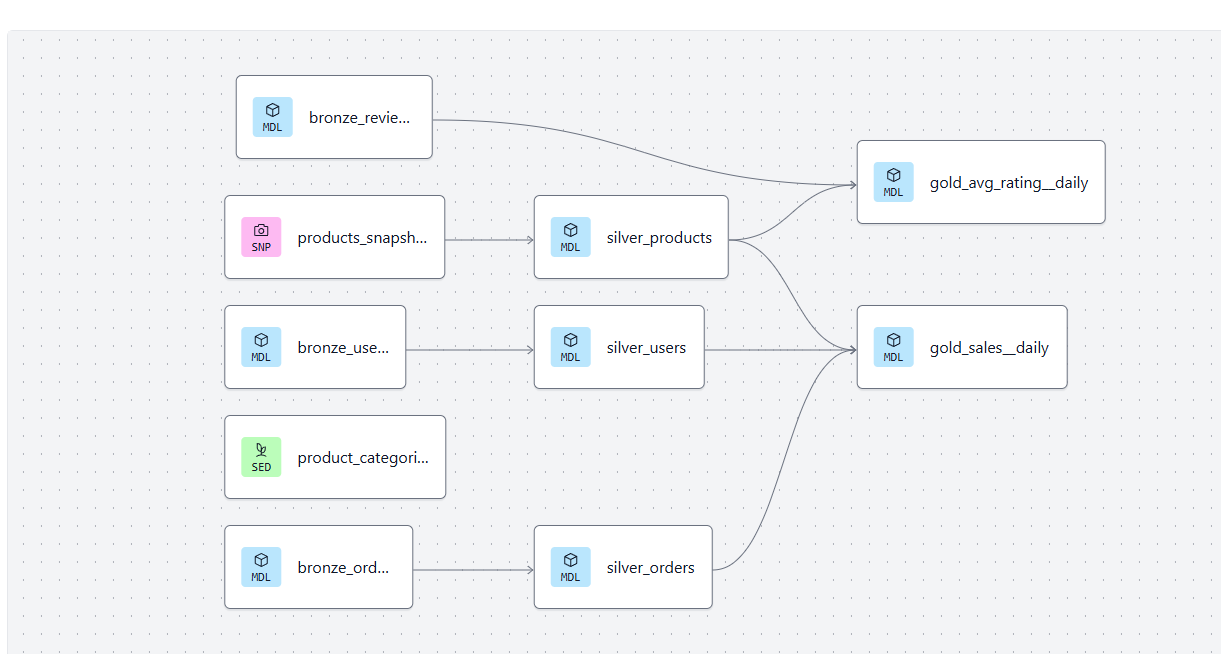 MDL
bronze_revie...
MDL
gold_avg_rating__daily
SNP
products_snapsh...
MDL
silver_products
MDL
bronze_use...
MDL
silver_users
MDL
gold_sales__daily
SED
product_categori...
MDL
bronze_ord...
MDL
silver_orders